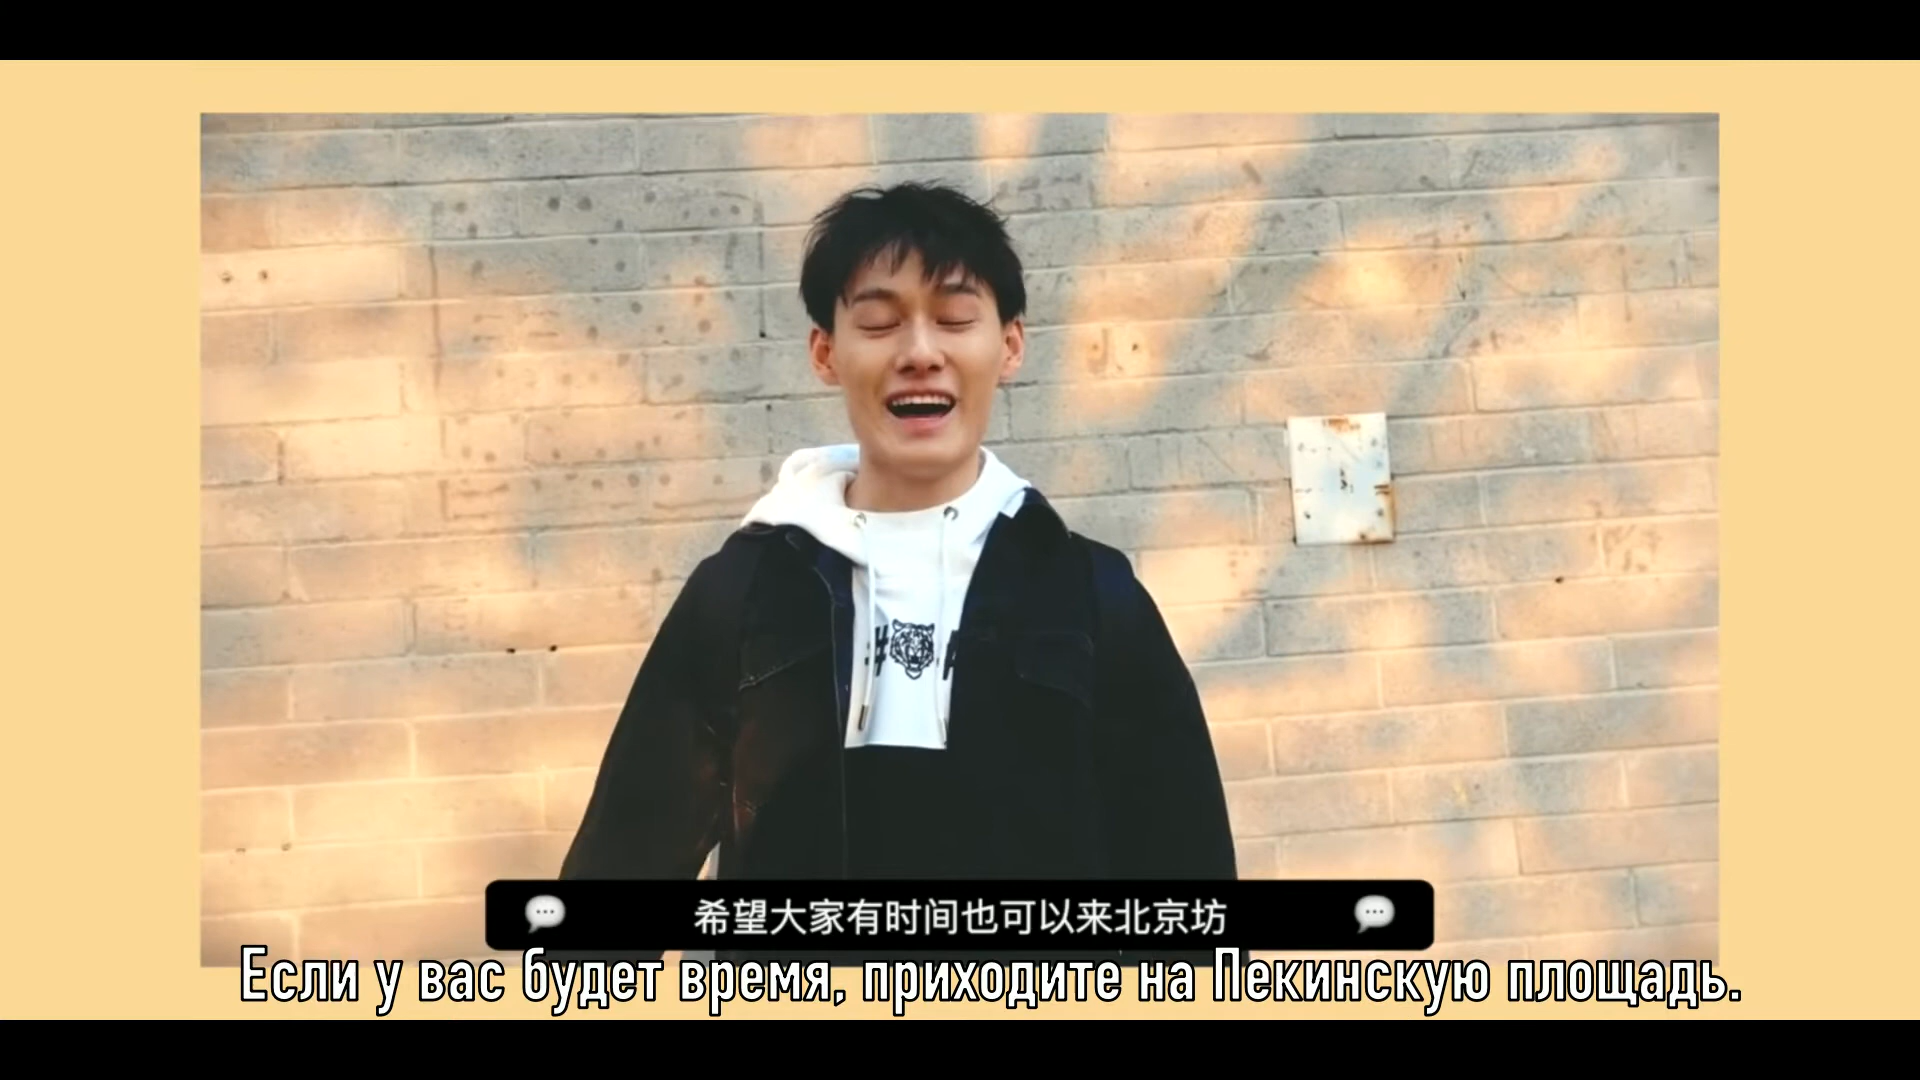 #
希望大家有时间也可以来北京坊
Если у вас будет время, приходите на Пекинскую площадь.